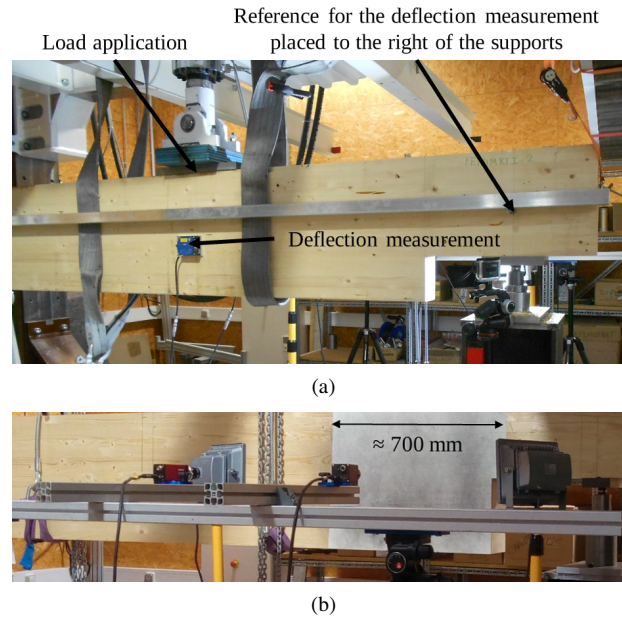 Reference for the deflection measurement
Load application
placed to the right of the supports
Deflection measurement
(a)
≈ 700 mm
(b)